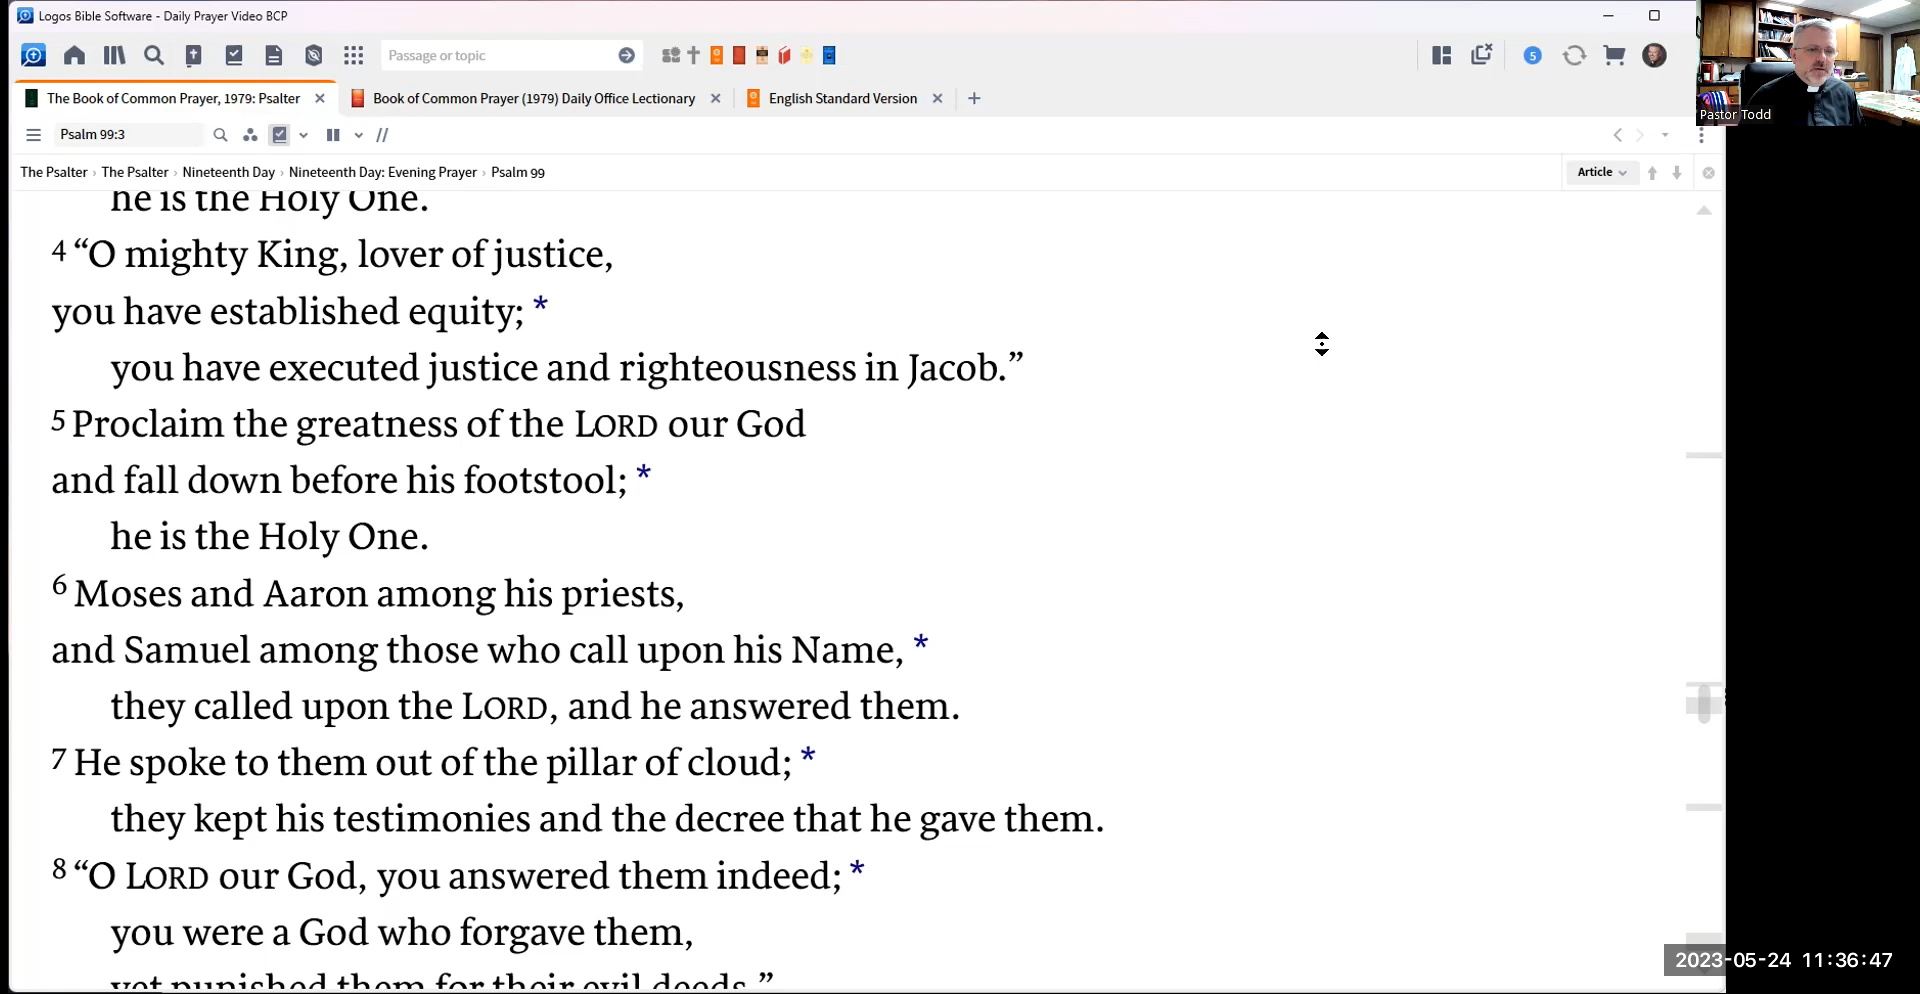 Logos Bible Software - Daily Prayer Video BCP
Passage or topic
5
The Book of Common Prayer, 1979: Psalter
Book of Common Prayer (1979) Daily Office Lectionary
English Standard Version
Pastor Todd
Psalm 99:3
The Psalter › The Psalter › Nineteenth Day › Nineteenth Day: Evening Prayer › Psalm 99
Article
he is the Holy One.
4 “O mighty King, lover of justice,
you have established equity; *
you have executed justice and righteousness in Jacob.”
5 Proclaim the greatness of the LORD our God
and fall down before his footstool; *
he is the Holy One.
6 Moses and Aaron among his priests,
and Samuel among those who call upon his Name, *
they called upon the LORD, and he answered them.
7 He spoke to them out of the pillar of cloud; *
they kept his testimonies and the decree that he gave them.
8 “O LORD our God, you answered them indeed; *
you were a God who forgave them,
yet punished them for their evil deeds.”
2023-05-24 11:36:47